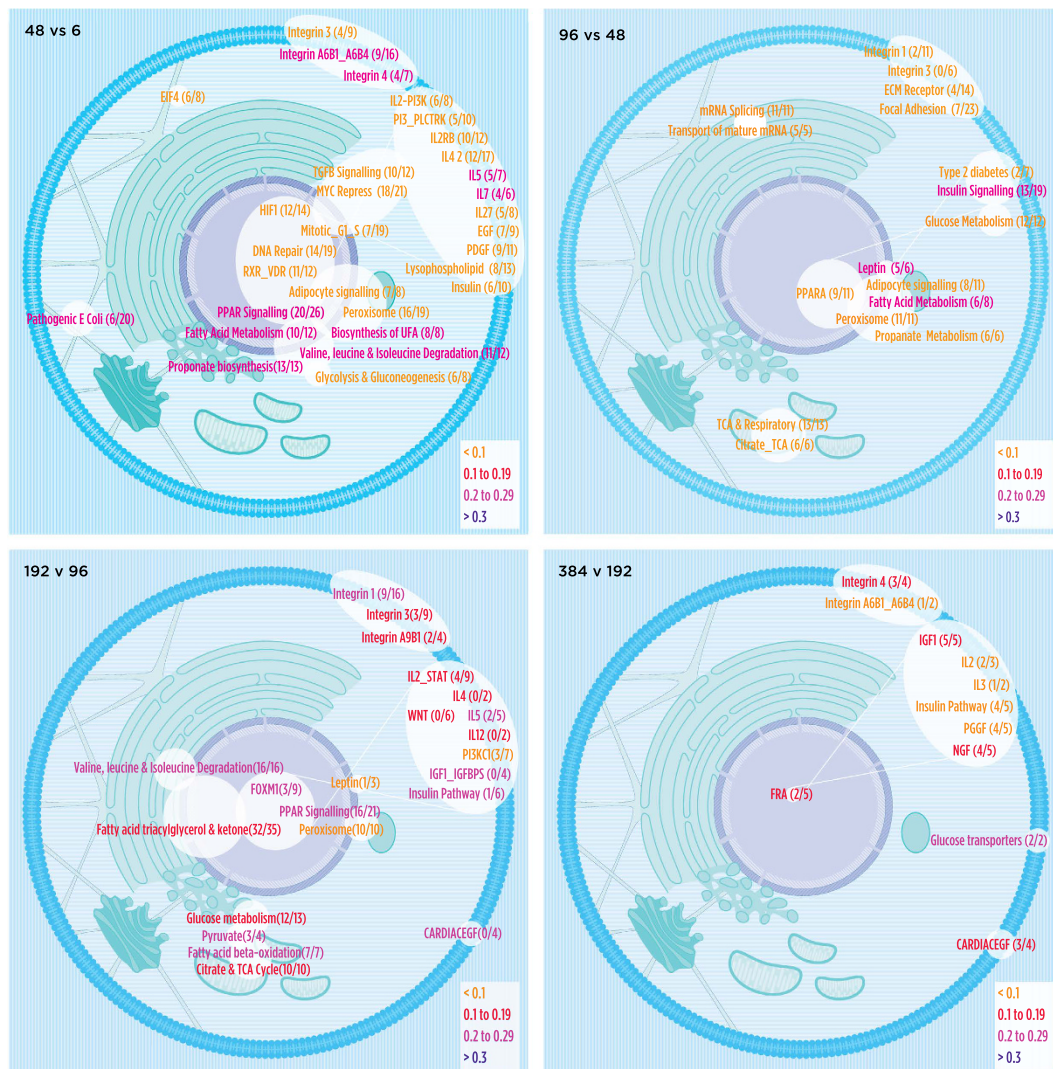 48 vs 6
Integrin 3 (4/9)
Integrin A6B1_A6B4 (9/16)
Integrin 4 (4/7)
EIF4 (6/8)
IL2-PI3K (6/8)
PI3_PLCTRK (5/10)
IL2RB (10/12)
IL4 2 (12/17)
TGFB Signalling (10/12)
IL5 (5/7)
MYC Repress (18/21)
IL7 (4/6)
HIF1 (12/14)
IL27 (5/8)
Mitotic_G1_S (7/19)
EGF (7/9)
DNA Repair (14/19)
PDGF (9/11)
RXR_VDR (11/12)
Lysophospholipid (8/13)
Adipocyte signalling (7/8)
Insulin (6/10)
PPAR Signalling (20/26)
Peroxisome (16/19)
Pathogenic E Coli (6/20)
Fatty Acid Metabolism (10/12)
Biosynthesis of UFA (8/8)
Valine, leucine & Isoleucine Degradation (11/12)
Proponate biosynthesis(13/13)
Glycolysis & Gluconeogenesis (6/8)
< 0.1
0.1 to 0.19
0.2 to 0.29
> 0.3
96 vs 48
Integrin 1 (2/11)
Integrin 3 (0/6)
ECM Receptor (4/14)
Focal Adhesion (7/23)
mRNA Splicing (11/11)
Transport of mature mRNA (5/5)
Type 2 diabetes (2/7)
Insulin Signalling (13/19)
Glucose Metabolism (12/12)
Leptin (5/6)
Adipocyte signalling (8/11)
PPARA (9/11)
Fatty Acid Metabolism (6/8)
Peroxisome (11/11)
Propanate Metabolism (6/6)
TCA & Respiratory (13/13)
Citrate_TCA (6/6)
< 0.1
0.1 to 0.19
0.2 to 0.29
> 0.3
192 v 96
Integrin 1 (9/16)
Integrin 3(3/9)
Integrin A9B1 (2/4)
IL2_STAT (4/9)
IL4 (0/2)
WNT (0/6)
IL5 (2/5)
IL12 (0/2)
PI3KC1(3/7)
Valine, leucine & Isoleucine Degradation(16/16)
IGF1_IGFBPS (0/4)
Leptin(1/3)
FOXM1(3/9)
Insulin Pathway (1/6)
PPAR Signalling(16/21)
Fatty acid triacylglycerol & ketone(32/35)
Peroxisome(10/10)
Glucose metabolism(12/13)
Pyruvate(3/4)
CARDIACEGF(0/4)
Fatty acid beta-oxidation(7/7)
Citrate & TCA Cycle(10/10)
< 0.1
0.1 to 0.19
0.2 to 0.29
> 0.3
384 v 192
Integrin 4 (3/4)
Integrin A6B1_A6B4 (1/2)
IGF1 (5/5)
IL2 (2/3)
IL3 (1/2)
Insulin Pathway (4/5)
PGGF (4/5)
NGF (4/5)
FRA (2/5)
Glucose transporters (2/2)
CARDIACEGF (3/4)
< 0.1
0.1 to 0.19
0.2 to 0.29
> 0.3